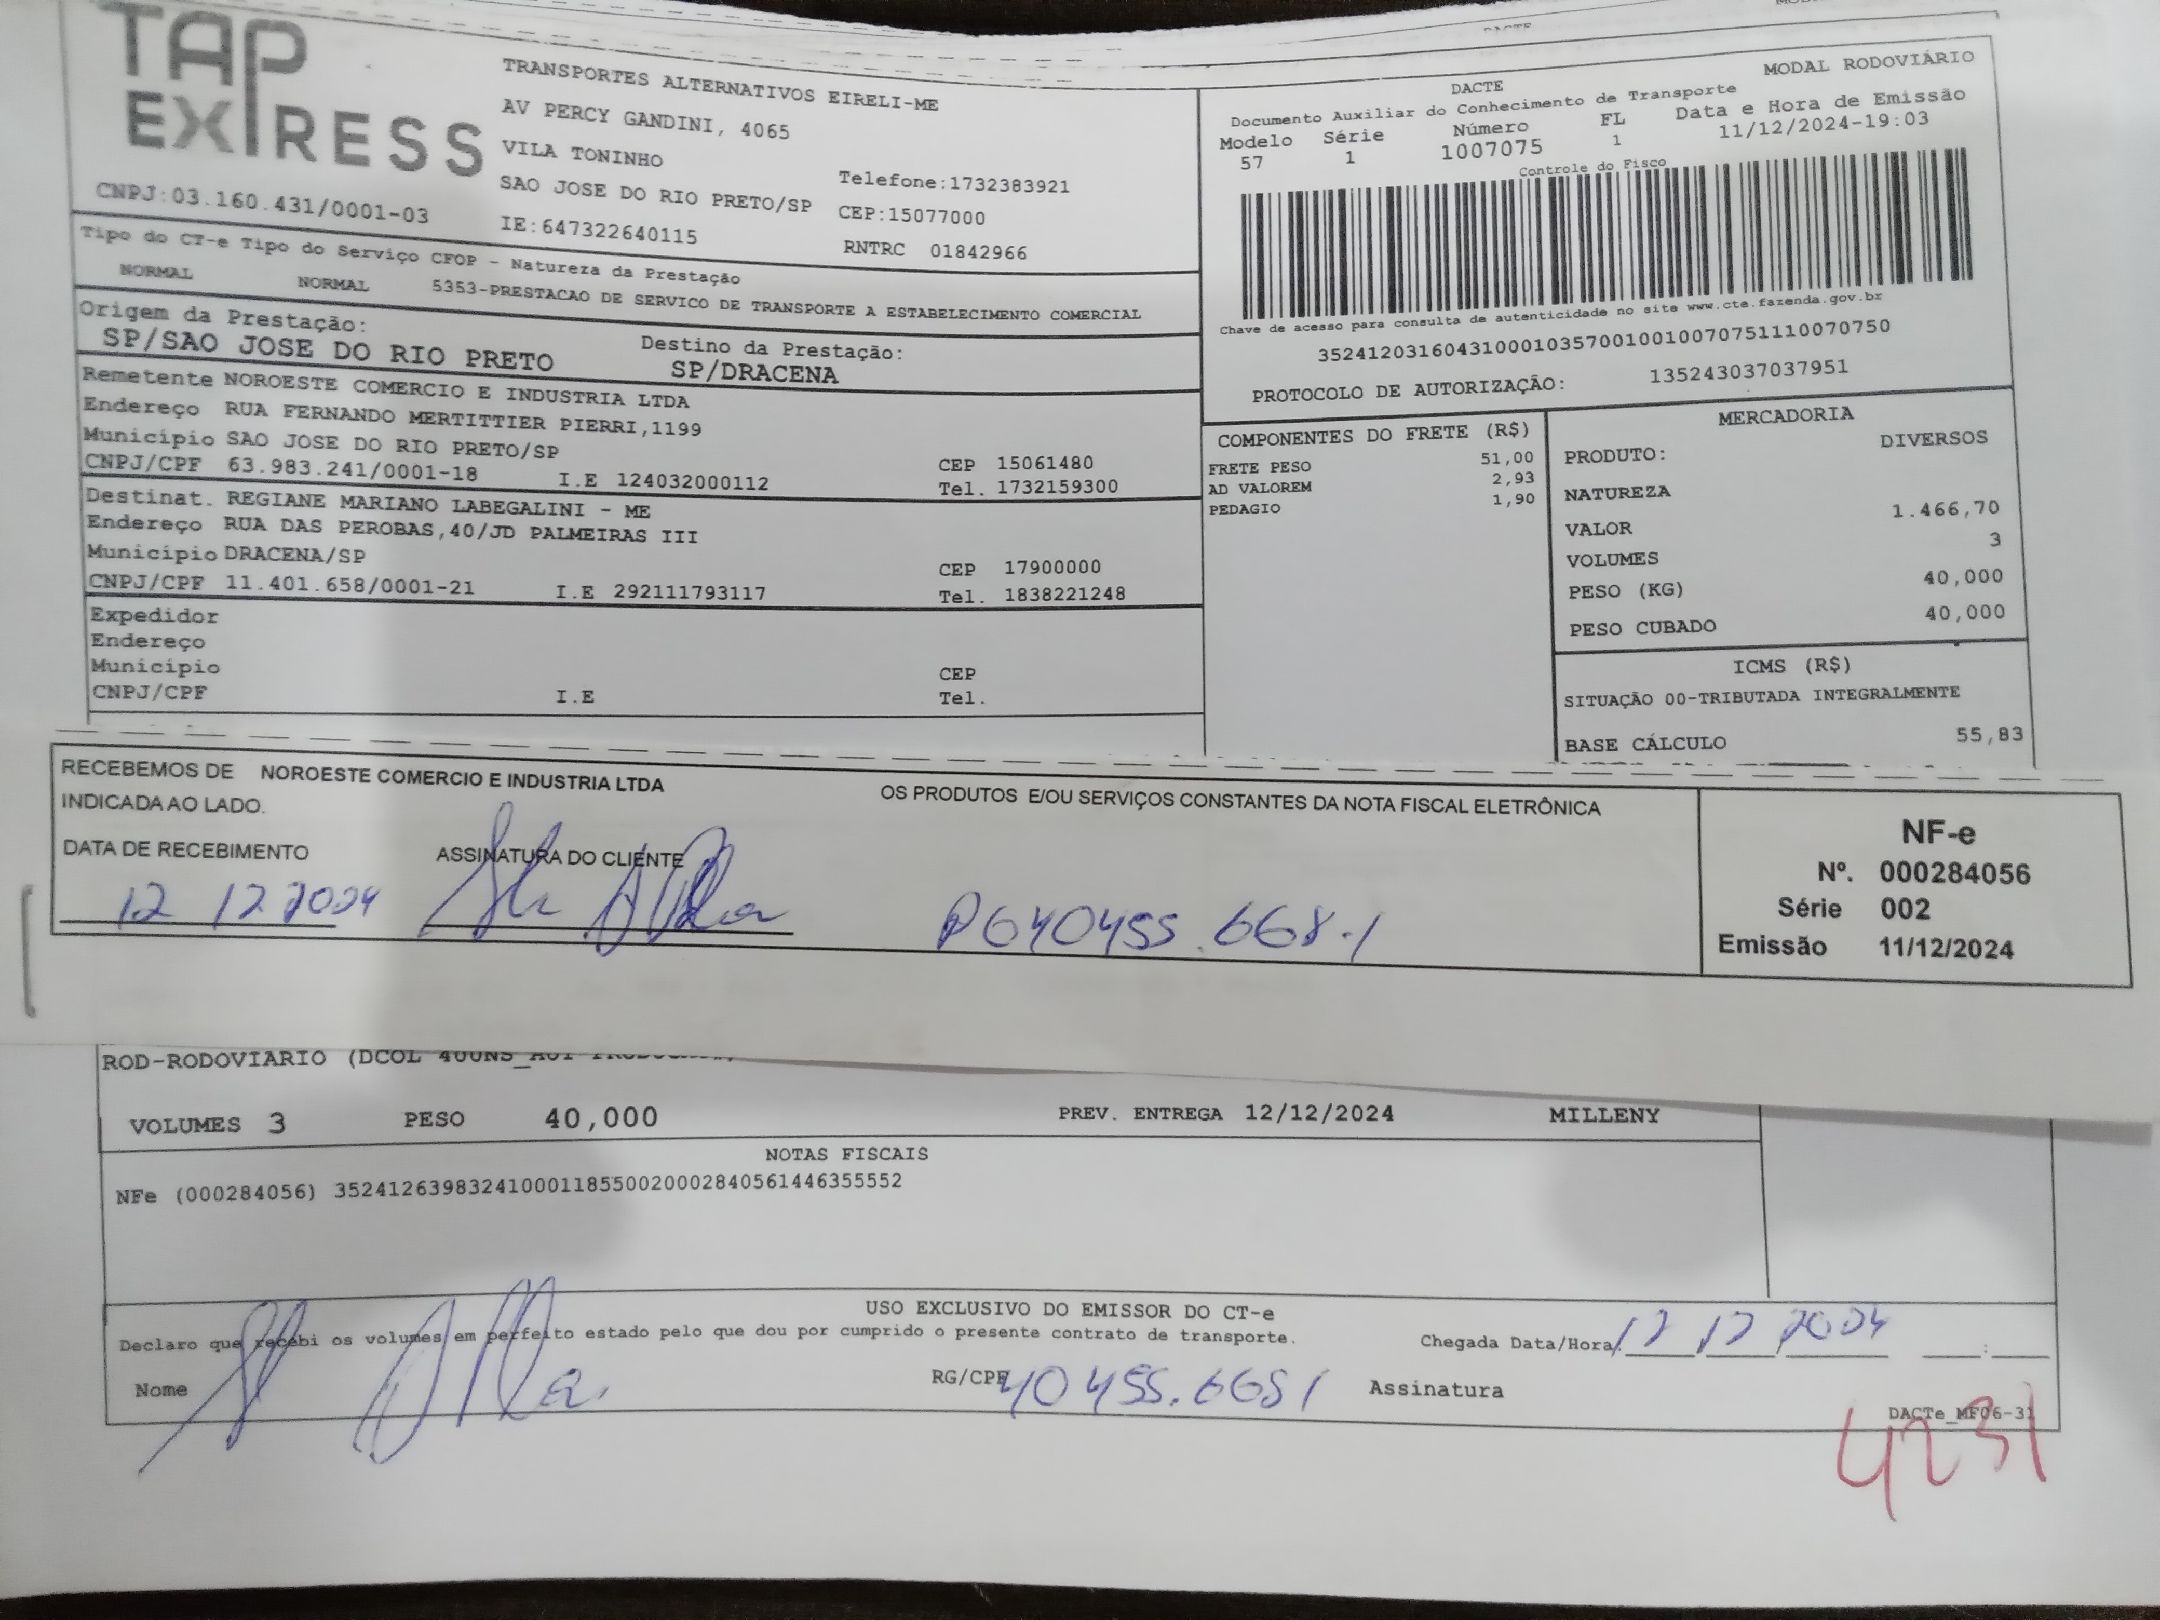 TAP EXPRESS
TRANSPORTES ALTERNATIVOS EIRELI-ME
AV PERCY GANDINI, 4065
VILA TONINHO
SAO JOSE DO RIO PRETO/SP
IE:647322640115
Telefone:1732383921
CEP:15077000
RNTRC 01842966
CNPJ:03.160.431/0001-03
Tipo do CT-e Tipo do Serviço CFOP - Natureza da Prestação
NORMAL NORMAL 5353-PRESTACAO DE SERVICO DE TRANSPORTE A ESTABELECIMENTO COMERCIAL
Origem da Prestação:
SP/SAO JOSE DO RIO PRETO
Destino da Prestação:
SP/DRACENA
Remetente NOROESTE COMERCIO E INDUSTRIA LTDA
Endereço RUA FERNANDO MERTITTIER PIERRI,1199
Município SAO JOSE DO RIO PRETO/SP
CEP 15061480
CNPJ/CPF 63.983.241/0001-18 I.E 124032000112 Tel. 1732159300
Destinat. REGIANE MARIANO LABEGALINI - ME
Endereço RUA DAS PEROBAS,40/JD PALMEIRAS III
Município DRACENA/SP CEP 17900000
CNPJ/CPF 11.401.658/0001-21 I.E 292111793117 Tel. 1838221248
Expedidor
Endereço
Município CEP
CNPJ/CPF I.E Tel.
DACTE
MODAL RODOVIÁRIO
Documento Auxiliar do Conhecimento de Transporte
Modelo Série Número FL Data e Hora de Emissão
57 1 1007075 1 11/12/2024-19:03
Controle do Fisco
Chave de acesso para consulta de autenticidade no site www.cte.fazenda.gov.br
35241203160431000103570010010070751110070750
PROTOCOLO DE AUTORIZAÇÃO: 135243037037951
COMPONENTES DO FRETE (R$)
FRETE PESO 51,00
AD VALOREM 2,93
PEDAGIO 1,90
MERCADORIA
PRODUTO: DIVERSOS
NATUREZA
VALOR 1.466,70
VOLUMES 3
PESO (KG) 40,000
PESO CUBADO 40,000
ICMS (R$)
SITUAÇÃO 00-TRIBUTADA INTEGRALMENTE
BASE CÁLCULO 55,83
RECEBEMOS DE NOROESTE COMERCIO E INDUSTRIA LTDA OS PRODUTOS E/OU SERVIÇOS CONSTANTES DA NOTA FISCAL ELETRÔNICA
INDICADA AO LADO.
DATA DE RECEBIMENTO ASSINATURA DO CLIENTE
12 12 2024 RG40455.668-1
NF-e
Nº. 000284056
Série 002
Emissão 11/12/2024
ROD-RODOVIARIO (DCOL
VOLUMES 3 PESO 40,000 PREV. ENTREGA 12/12/2024 MILLENY
NOTAS FISCAIS
NFe (000284056) 35241263983241000118550020002840561446355552
USO EXCLUSIVO DO EMISSOR DO CT-e
Declaro que recebi os volumes em perfeito estado pelo que dou por cumprido o presente contrato de transporte.
Chegada Data/Hora: 12 12 2024
Nome RG/CPF 40455.6681 Assinatura
DACTe_MF06-31
4231